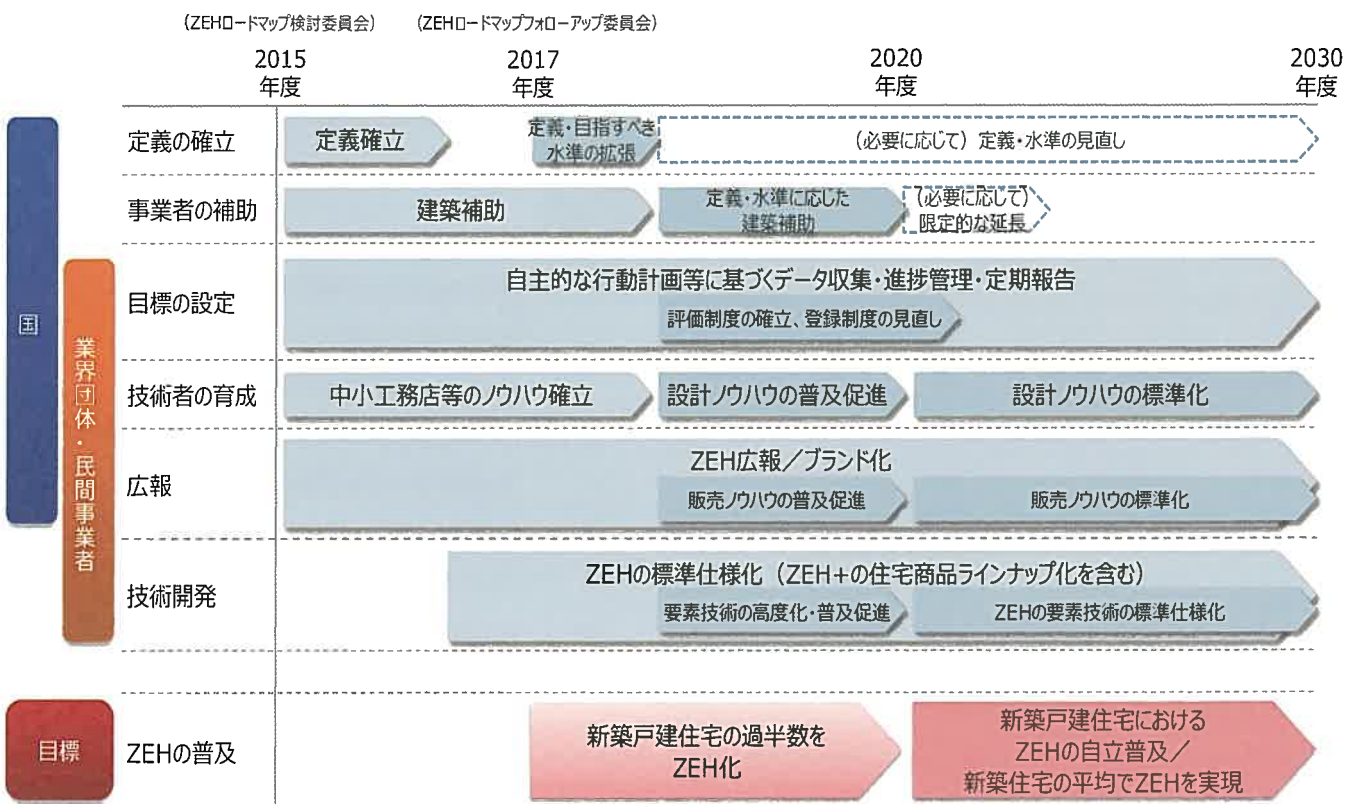 (ZEHロードマップ検討委員会)
(ZEHロードマップフォローアップ委員会)
2015
年度
2017
年度
2020
年度
2030
年度
国
業界団体・民間事業者
定義の確立
定義確立
定義・目指すべき
水準の拡張
(必要に応じて) 定義・水準の見直し
事業者の補助
建築補助
定義・水準に応じた
建築補助
(必要に応じて)
限定的な延長
目標の設定
自主的な行動計画等に基づくデータ収集・進捗管理・定期報告
評価制度の確立、登録制度の見直し
技術者の育成
中小工務店等のノウハウ確立
設計ノウハウの普及促進
設計ノウハウの標準化
広報
ZEH広報/ブランド化
販売ノウハウの普及促進
販売ノウハウの標準化
技術開発
ZEHの標準仕様化(ZEH+の住宅商品ラインナップ化を含む)
要素技術の高度化・普及促進
ZEHの要素技術の標準仕様化
目標
ZEHの普及
新築戸建住宅の過半数を
ZEH化
新築戸建住宅における
ZEHの自立普及/
新築住宅の平均でZEHを実現